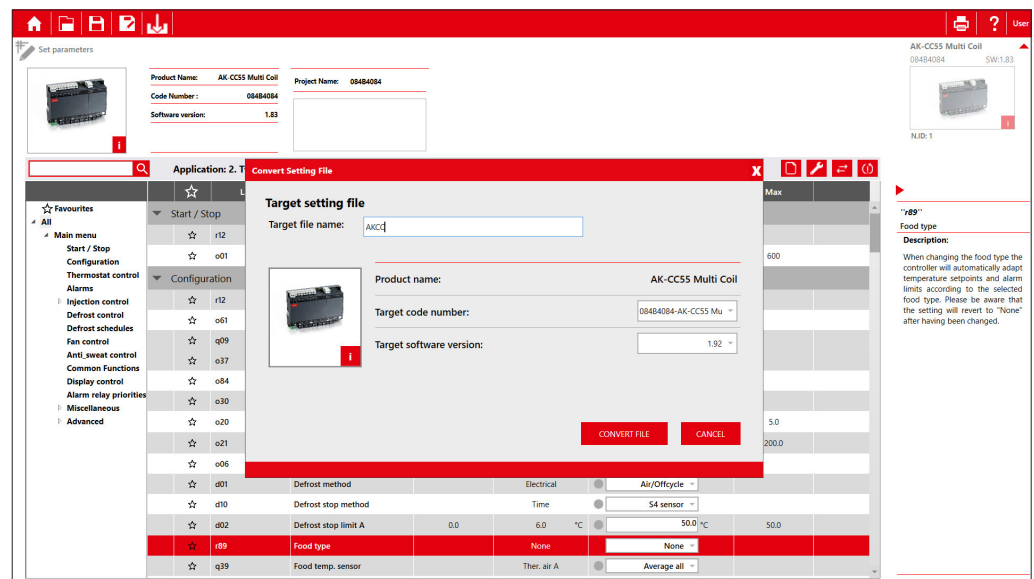 ? User
Set parameters
Product Name: AK-CC55 Multi Coil
Code Number : 084B4084
Software version: 1.83
Project Name: 084B4084
i
AK-CC55 Multi Coil
084B4084 SW:1.83
i
N.ID: 1
Application: 2. T
L
Max
Favourites
All
Main menu
Start / Stop
Configuration
Thermostat control
Alarms
Injection control
Defrost control
Defrost schedules
Fan control
Anti_sweat control
Common Functions
Display control
Alarm relay priorities
Miscellaneous
Advanced
Start / Stop
r12
o01 600
Configuration
r12
o61
q09
o37
o84
o30
o20 5.0
o21 200.0
o06
d01 Defrost method Electrical Air/Offcycle
d10 Defrost stop method Time S4 sensor
d02 Defrost stop limit A 0.0 6.0 °C 50.0 °C 50.0
r89 Food type None None
q39 Food temp. sensor Ther. air A Average all
Convert Setting File X
Target setting file
Target file name: AKCC
i
Product name: AK-CC55 Multi Coil
Target code number: 084B4084-AK-CC55 Mu
Target software version: 1.92
CONVERT FILE CANCEL
"r89"
Food type
Description:
When changing the food type the
controller will automatically adapt
temperature setpoints and alarm
limits according to the selected
food type. Please be aware that
the setting will revert to "None"
after having been changed.